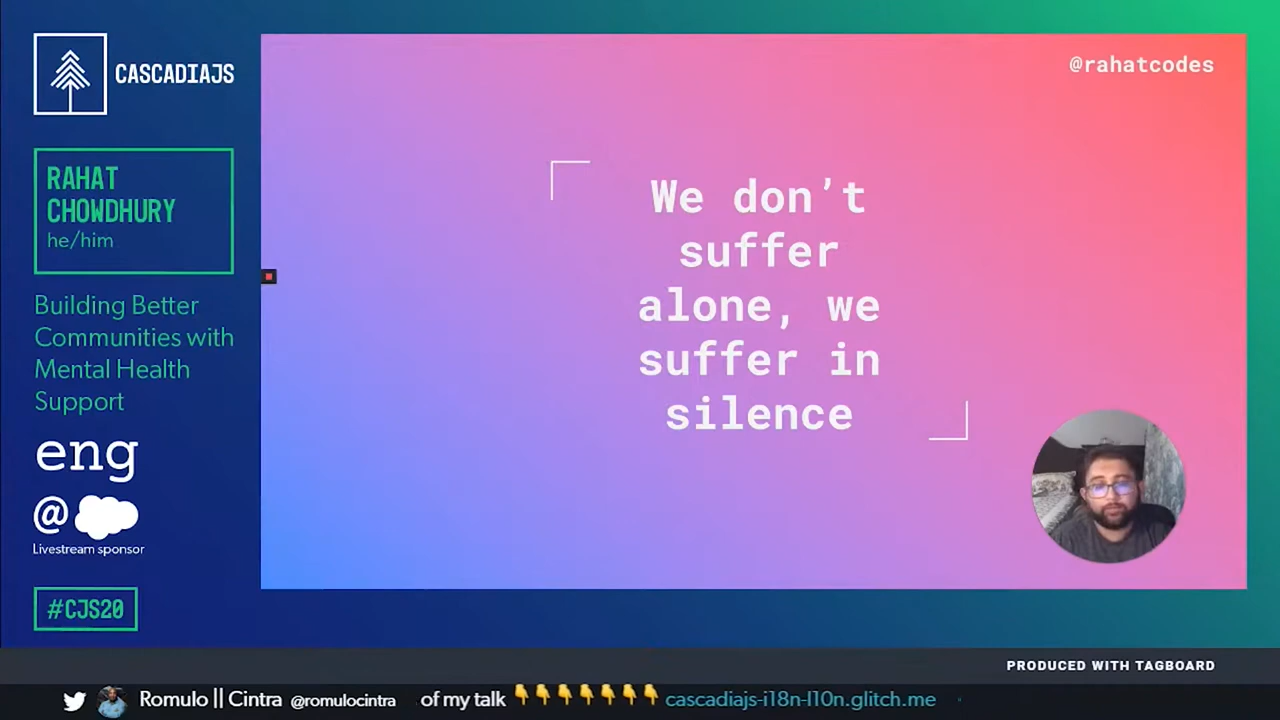 CASCADIAJS
RAHAT
CHOWDHURY
he/him
Building Better
Communities with
Mental Health
Support
eng
@
Livestream sponsor
#CJS20
@rahatcodes
We don’t
suffer
alone, we
suffer in
silence
PRODUCED WITH TAGBOARD
Romulo || Cintra @romulocintra of my talk 👇👇👇👇👇👇👇 cascadiajs-i18n-l10n.glitch.me